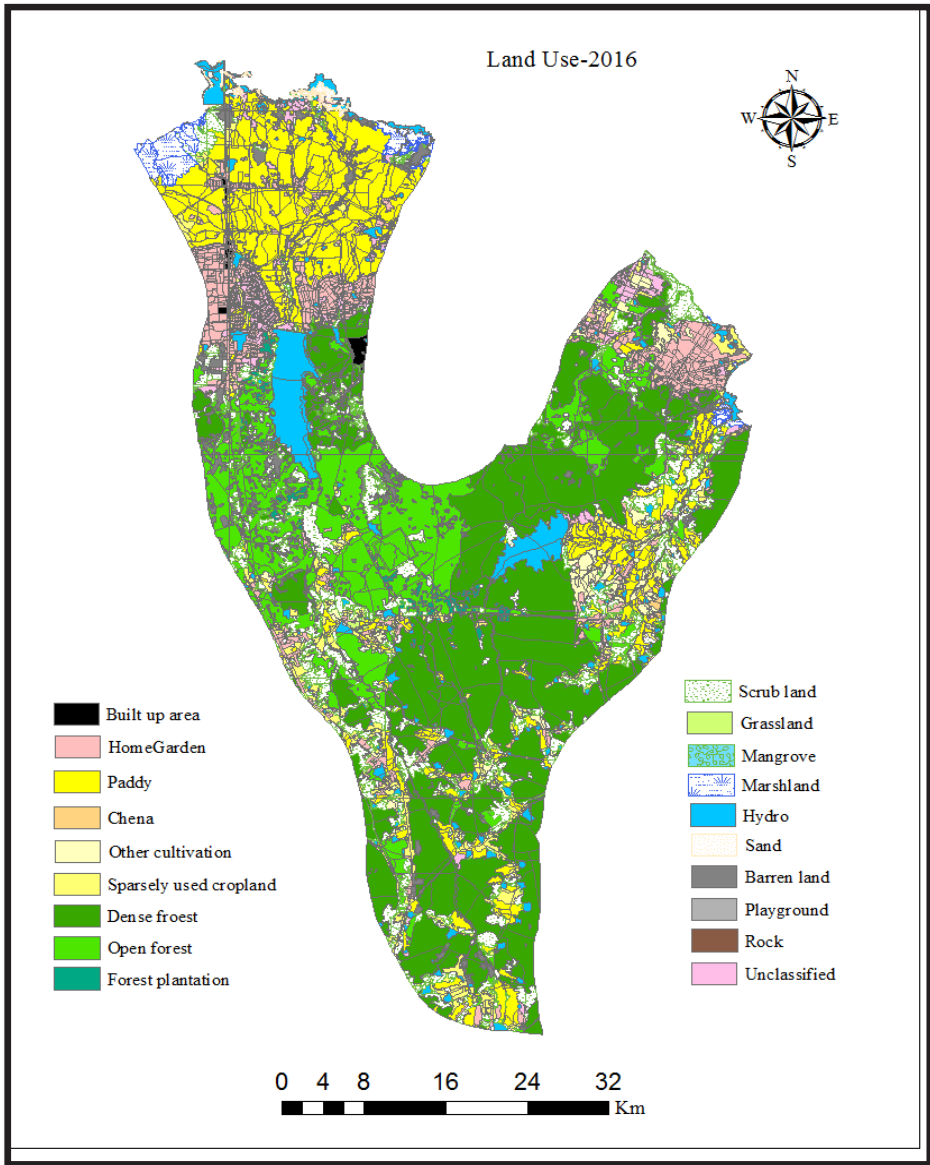 Land Use-2016
N
W E
S
Built up area
HomeGarden
Paddy
Chena
Other cultivation
Sparsely used cropland
Dense froest
Open forest
Forest plantation
Scrub land
Grassland
Mangrove
Marshland
Hydro
Sand
Barren land
Playground
Rock
Unclassified
0 4 8 16 24 32
Km